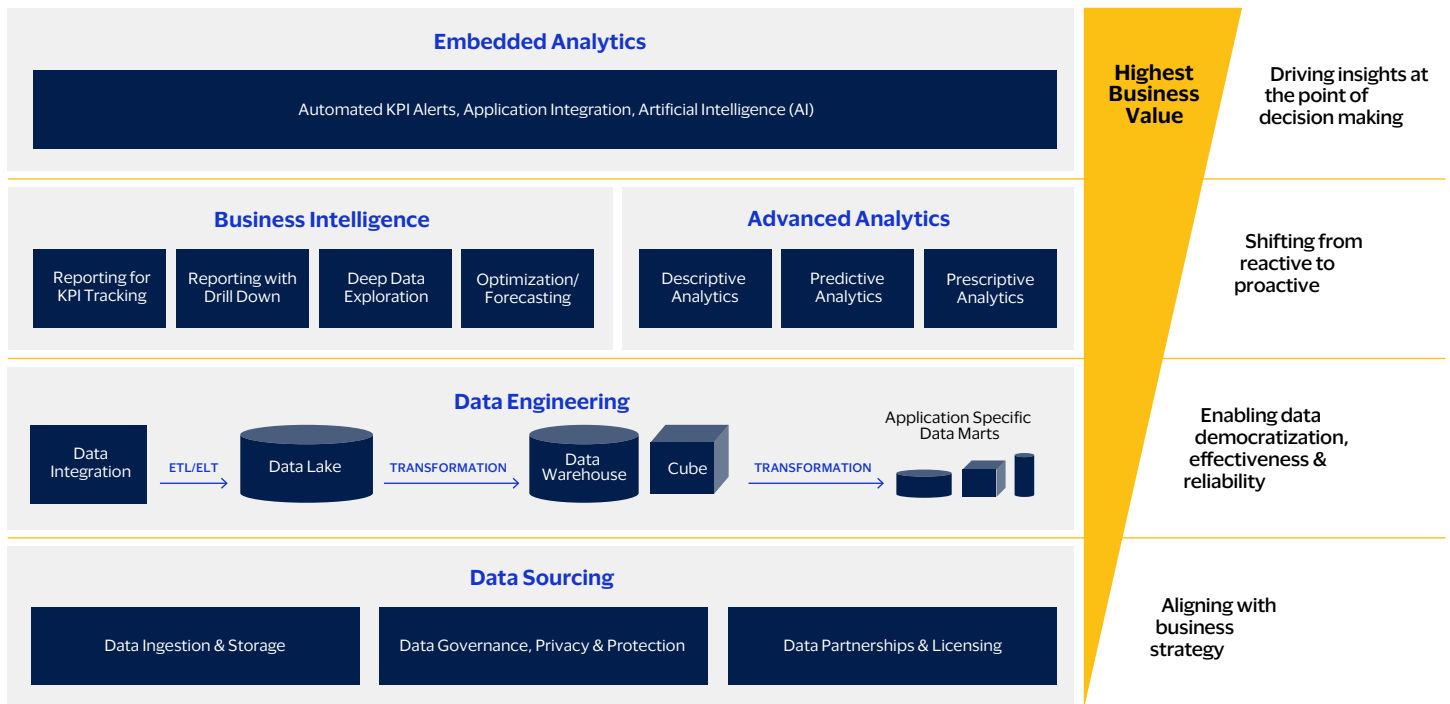 Embedded Analytics
Automated KPI Alerts, Application Integration, Artificial Intelligence (AI)
Highest
Business
Value
Driving insights at
the point of
decision making
Business Intelligence
Reporting for
KPI Tracking
Reporting with
Drill Down
Deep Data
Exploration
Optimization/
Forecasting
Advanced Analytics
Descriptive
Analytics
Predictive
Analytics
Prescriptive
Analytics
Shifting from
reactive to
proactive
Data Engineering
Data
Integration
ETL/ELT
Data Lake
TRANSFORMATION
Data
Warehouse
Cube
TRANSFORMATION
Application Specific
Data Marts
Enabling data
democratization,
effectiveness &
reliability
Data Sourcing
Data Ingestion & Storage
Data Governance, Privacy & Protection
Data Partnerships & Licensing
Aligning with
business
strategy